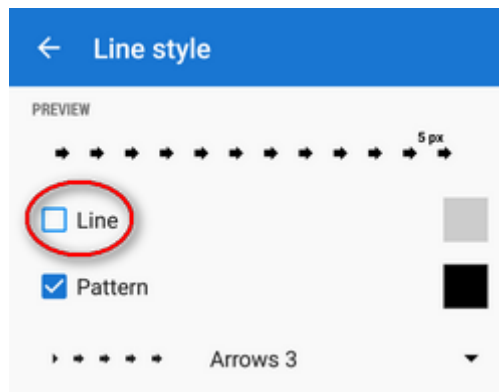 Line style
PREVIEW
5 px
Line
Pattern
Arrows 3